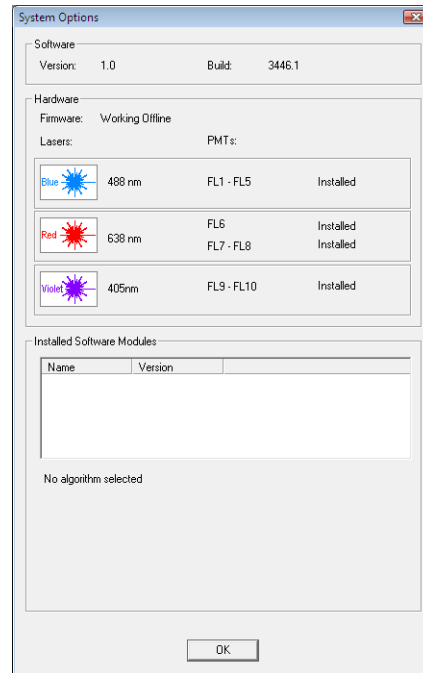 System Options
Software
Version: 1.0 Build: 3446.1
Hardware
Firmware: Working Offline
Lasers: PMTs:
Blue 488 nm FL1 - FL5 Installed
Red 638 nm FL6 Installed
FL7 - FL8 Installed
Violet 405nm FL9 - FL10 Installed
Installed Software Modules
Name Version
No algorithm selected
OK